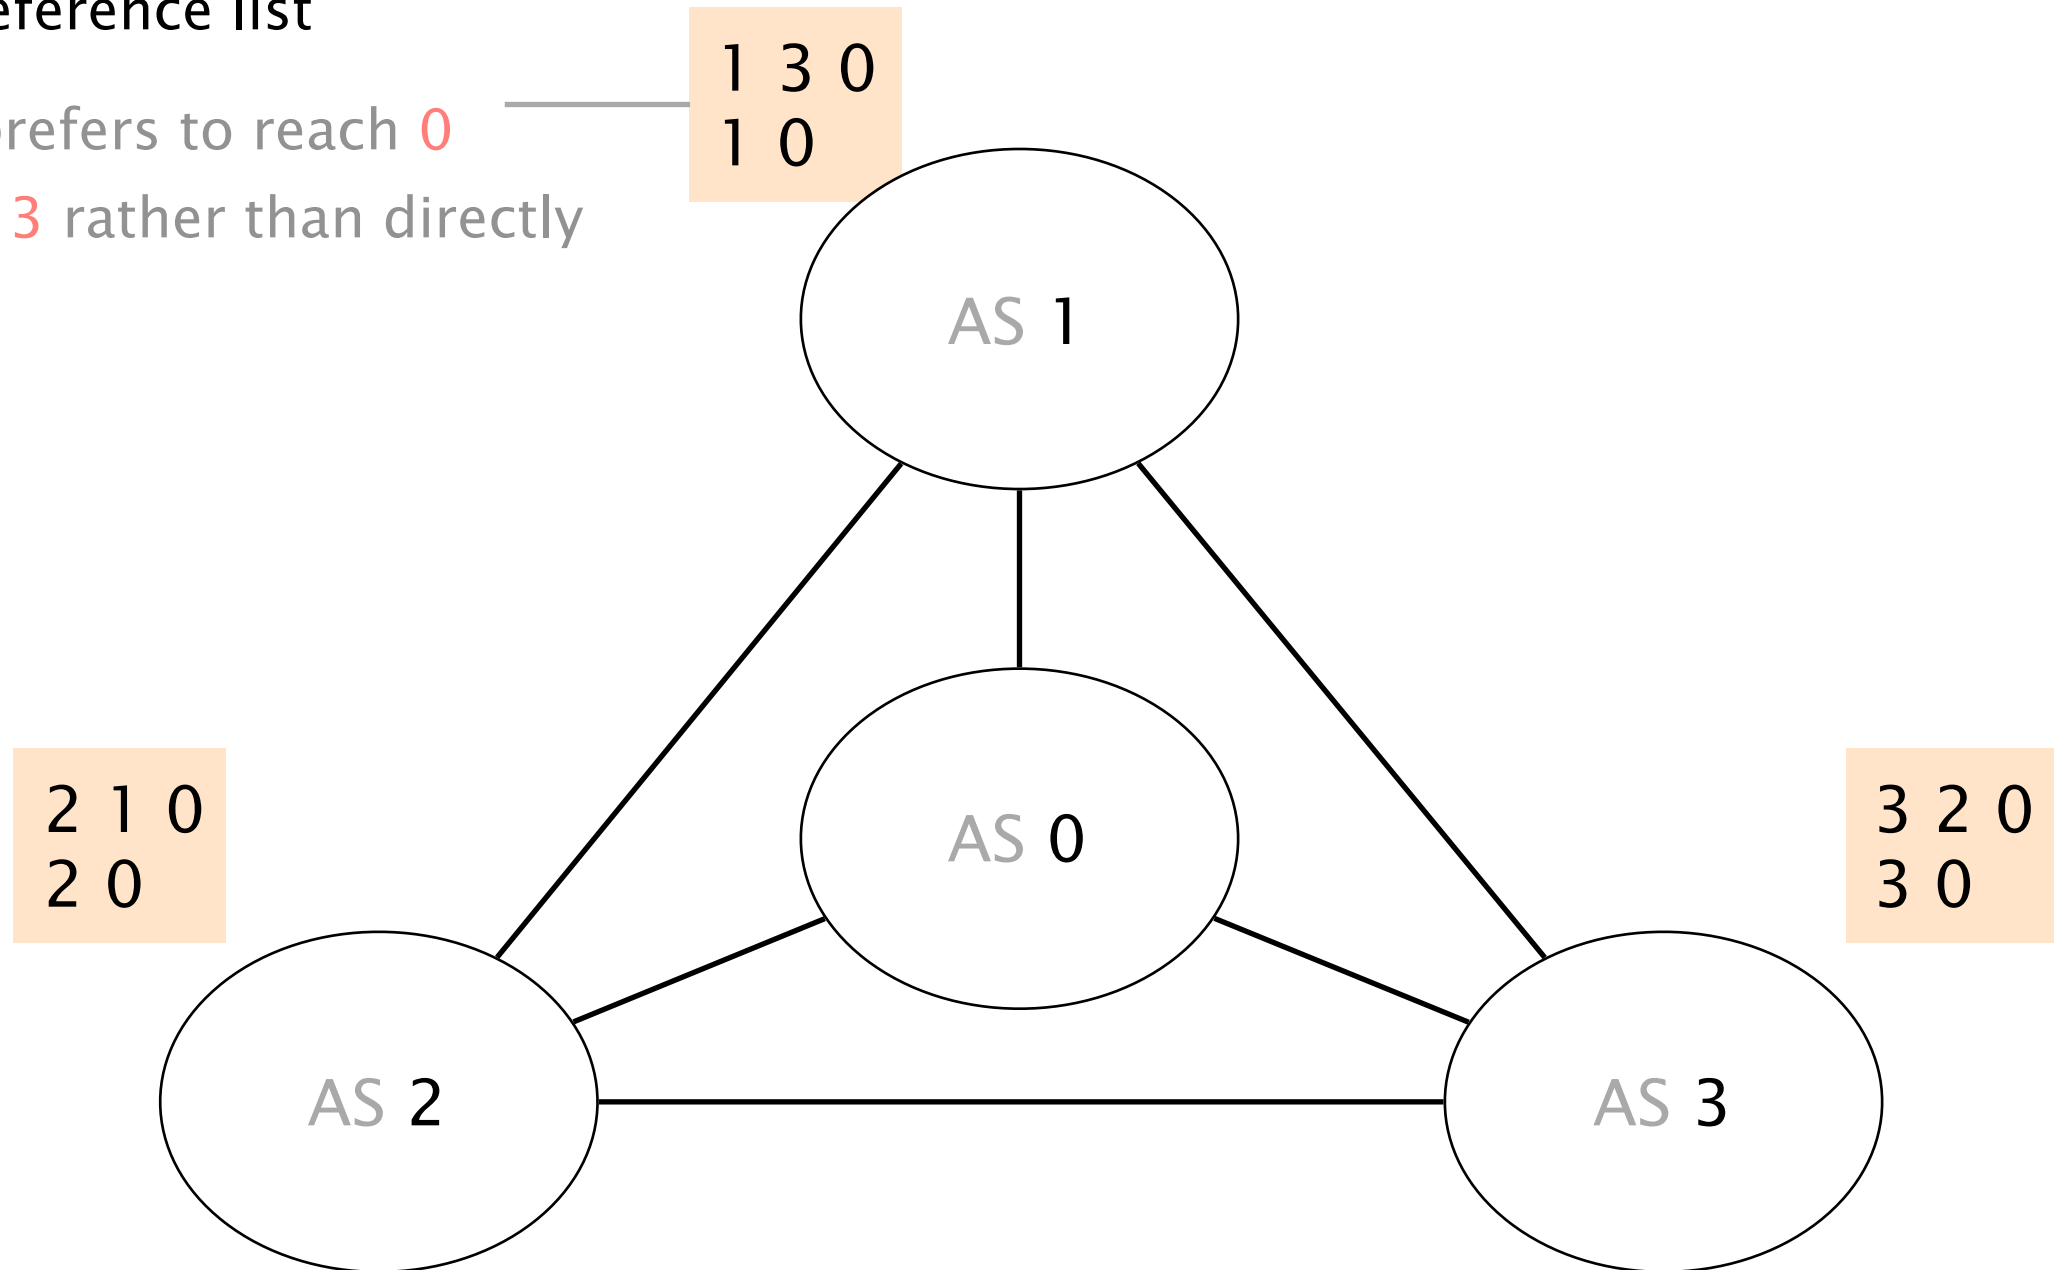 eference list
prefers to reach 0
3 rather than directly
1 3 0
1 0
AS 1
AS 0
2 1 0
2 0
3 2 0
3 0
AS 2
AS 3